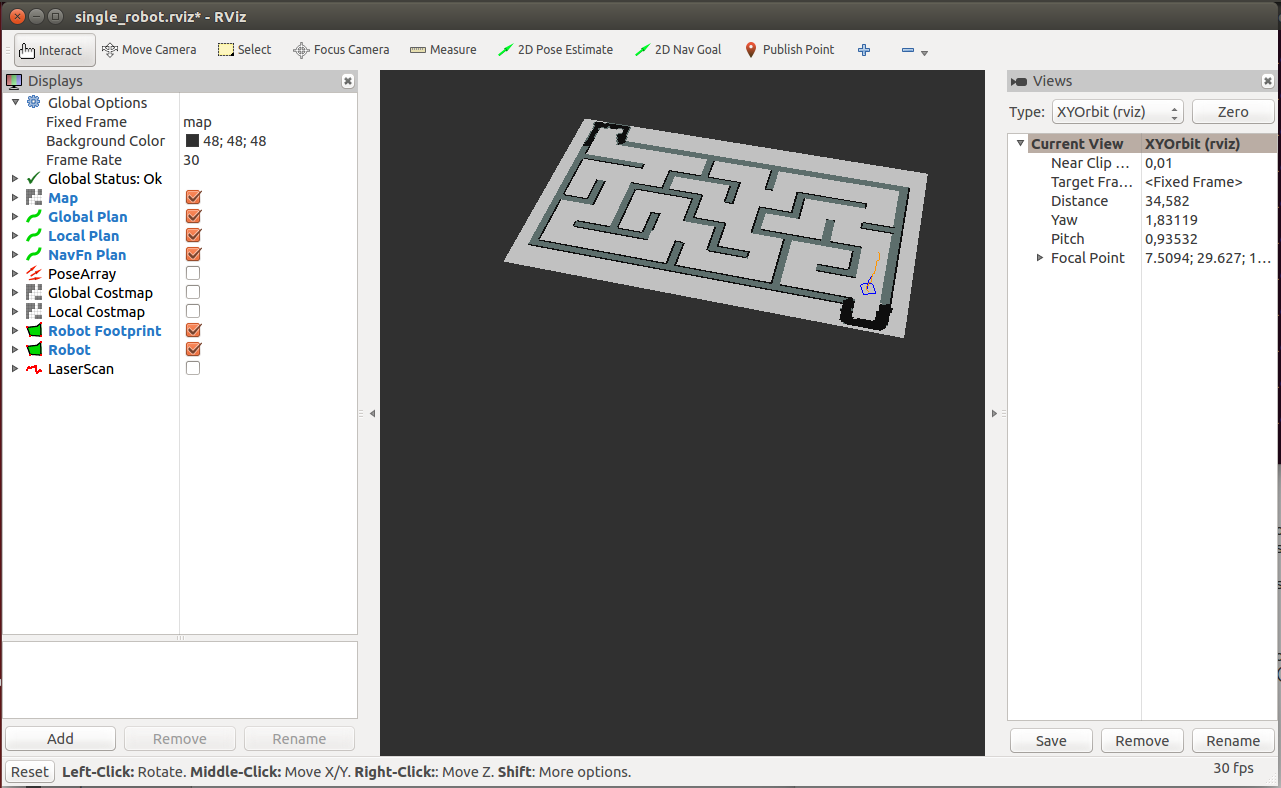 single_robot.rviz* - RViz
Interact Move Camera Select Focus Camera Measure 2D Pose Estimate 2D Nav Goal Publish Point
Displays
Global Options
Fixed Frame map
Background Color 48; 48; 48
Frame Rate 30
Global Status: Ok
Map
Global Plan
Local Plan
NavFn Plan
PoseArray
Global Costmap
Local Costmap
Robot Footprint
Robot
LaserScan
Add Remove Rename
Views
Type: XYOrbit (rviz) Zero
Current View XYOrbit (rviz)
Near Clip ... 0,01
Target Fra... <Fixed Frame>
Distance 34,582
Yaw 1,83119
Pitch 0,93532
Focal Point 7.5094; 29.627; 1...
Save Remove Rename
Reset Left-Click: Rotate. Middle-Click: Move X/Y. Right-Click:: Move Z. Shift: More options. 30 fps